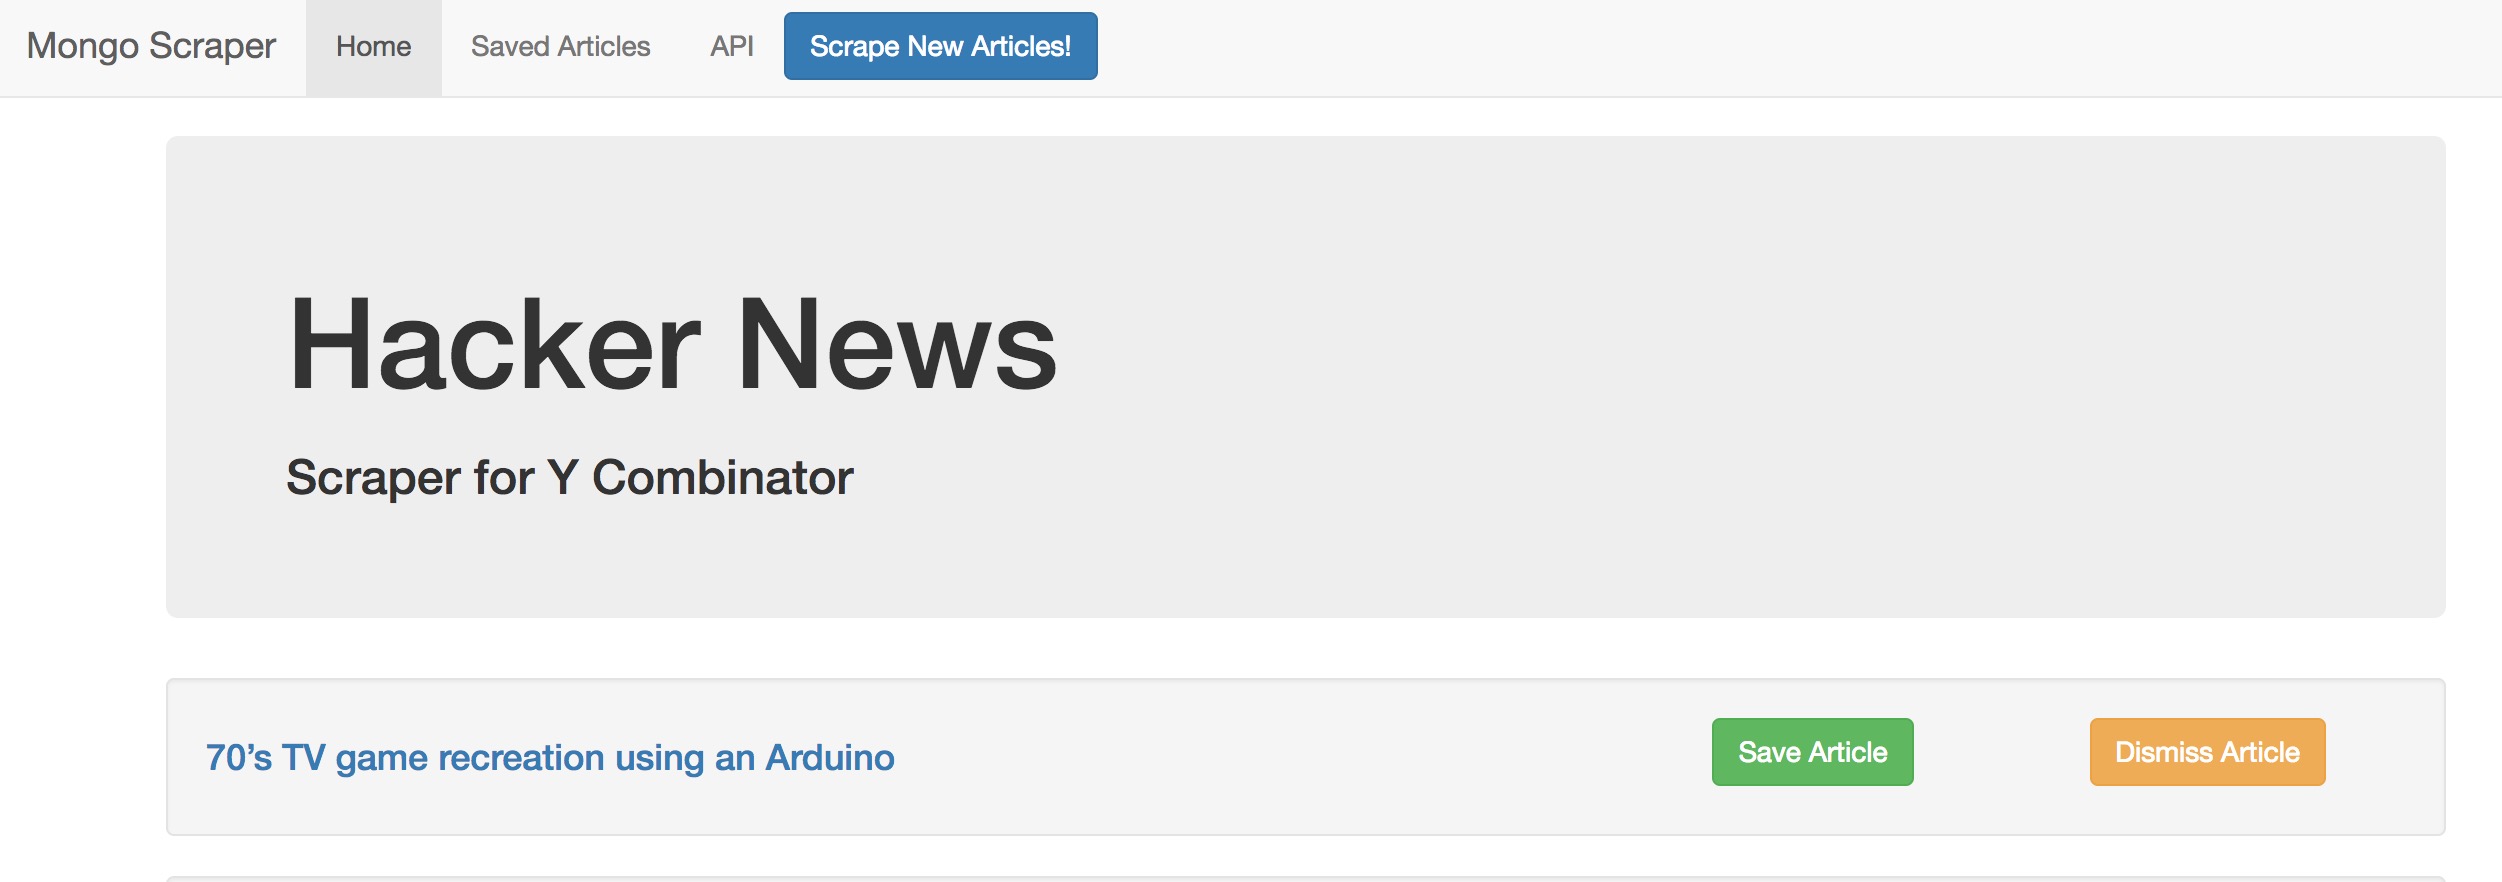 Mongo Scraper Home Saved Articles API Scrape New Articles!
Hacker News
Scraper for Y Combinator
70's TV game recreation using an Arduino Save Article Dismiss Article